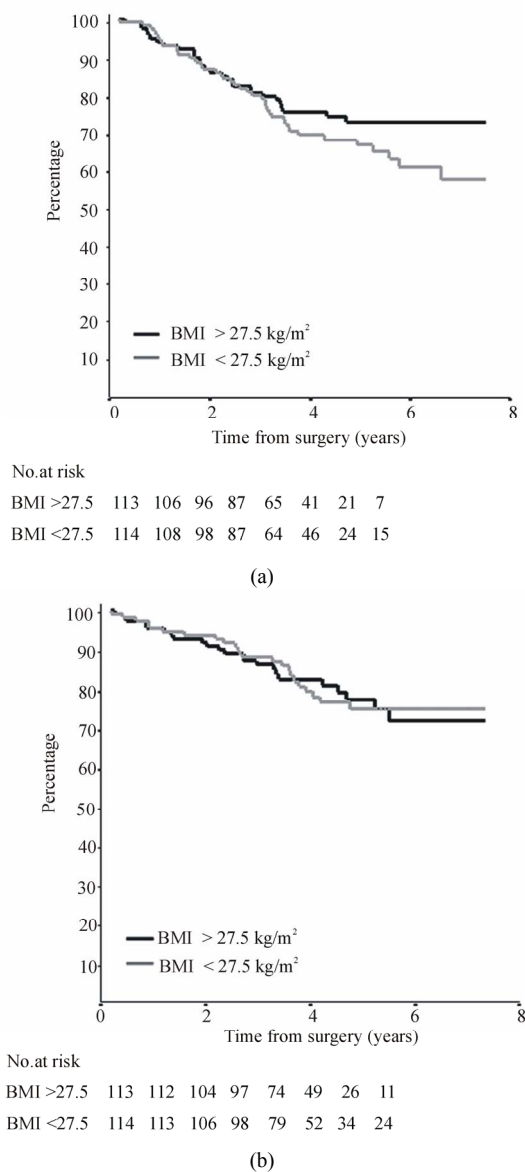 100
90
80
70
60
50
40
30
20
10
Percentage
BMI > 27.5 kg/m²
BMI < 27.5 kg/m²
0 2 4 6 8
Time from surgery (years)
No.at risk
BMI >27.5 113 106 96 87 65 41 21 7
BMI <27.5 114 108 98 87 64 46 24 15
(a)
100
90
80
70
60
50
40
30
20
10
Percentage
BMI > 27.5 kg/m²
BMI < 27.5 kg/m²
0 2 4 6 8
Time from surgery (years)
No.at risk
BMI >27.5 113 112 104 97 74 49 26 11
BMI <27.5 114 113 106 98 79 52 34 24
(b)